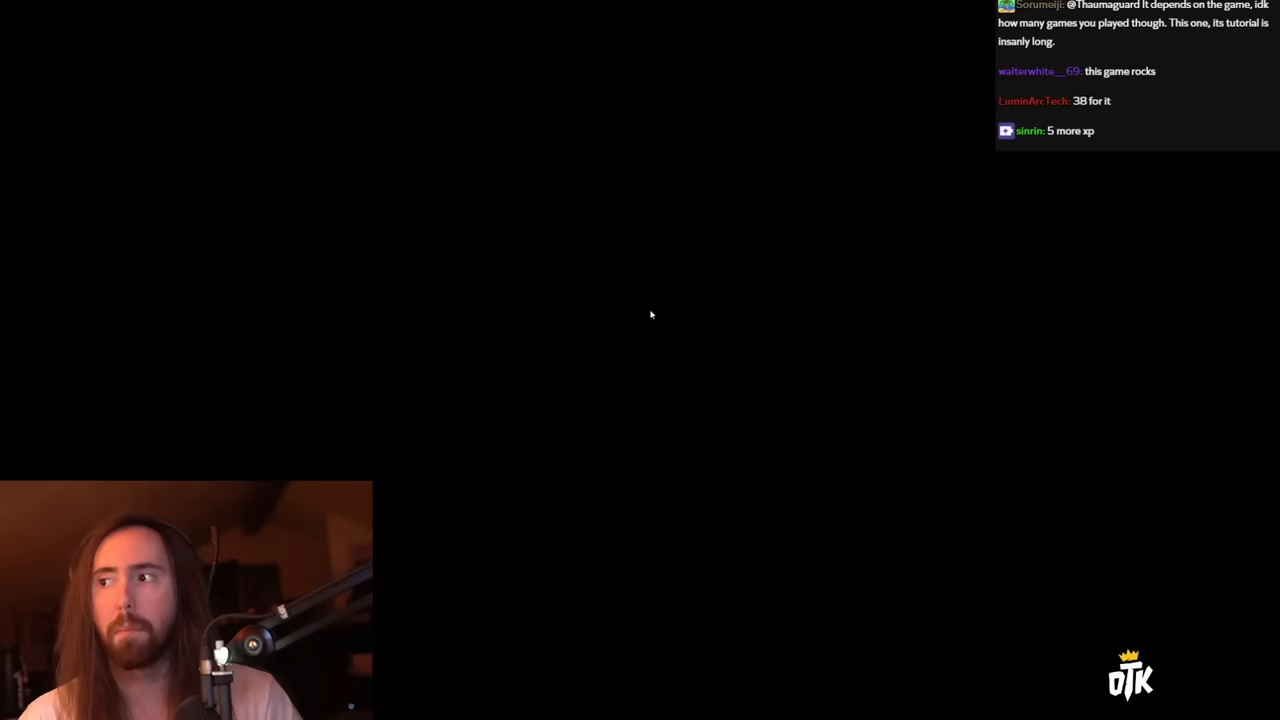 Sorumeiji: @Thaumaguard It depends on the game, idk
how many games you played though. This one, its tutorial is
insanly long.
walterwhite__69: this game rocks
LuminArcTech: 38 for it
sinrin: 5 more xp
OTK